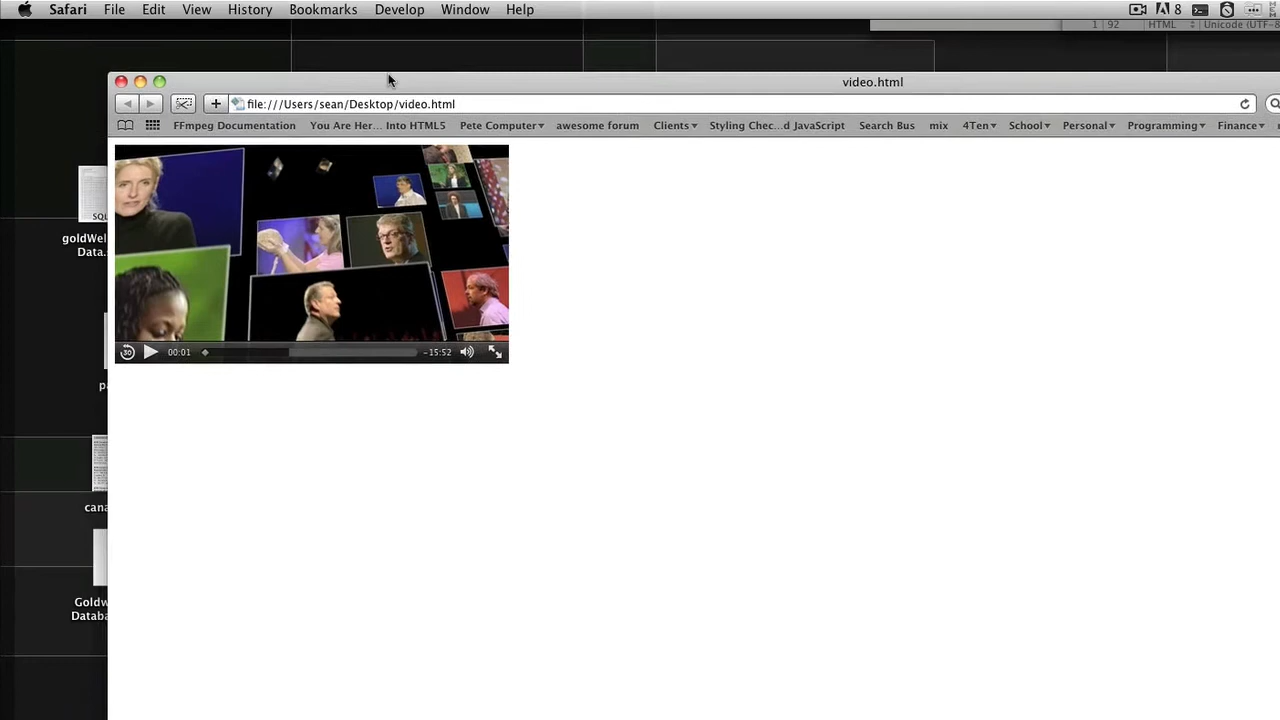 Safari File Edit View History Bookmarks Develop Window Help 8
1 92 HTML Unicode (UTF-8
video.html
file:///Users/sean/Desktop/video.html
FFmpeg Documentation You Are Her... Into HTML5 Pete Computer awesome forum Clients Styling Chec...d JavaScript Search Bus mix 4Ten School Personal Programming Finance
SQL
goldWel
Data.
30 00:01 -15:52
pa
cana
Goldw
Databa